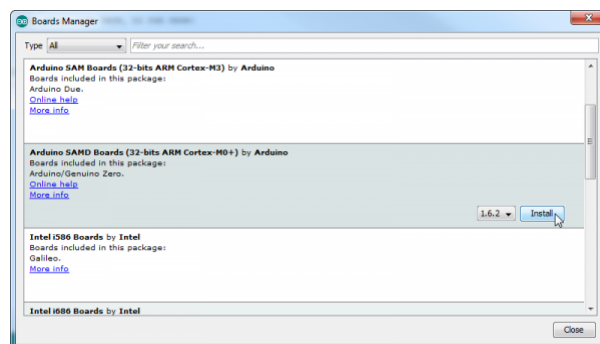 Boards Manager
Type All Filter your search...
Arduino SAM Boards (32-bits ARM Cortex-M3) by Arduino
Boards included in this package:
Arduino Due.
Online help
More info
Arduino SAMD Boards (32-bits ARM Cortex-M0+) by Arduino
Boards included in this package:
Arduino/Genuino Zero.
Online help
More info
1.6.2 Install
Intel i586 Boards by Intel
Boards included in this package:
Galileo.
More info
Intel i686 Boards by Intel
Close